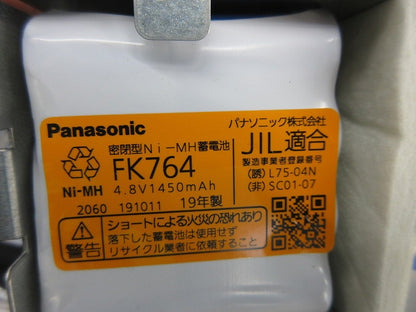 Panasonic
パナソニック株式会社
密閉型Ni-MH蓄電池
FK764
JIL適合
製造事業者登録番号
Ni-MH 4.8V1450mAh
(誘) L75-04N
2060 191011 19年製
(非) SC01-07
警告
ショートによる火災の恐れあり
落下した蓄電池は使用せず
リサイクル業者に依頼すること